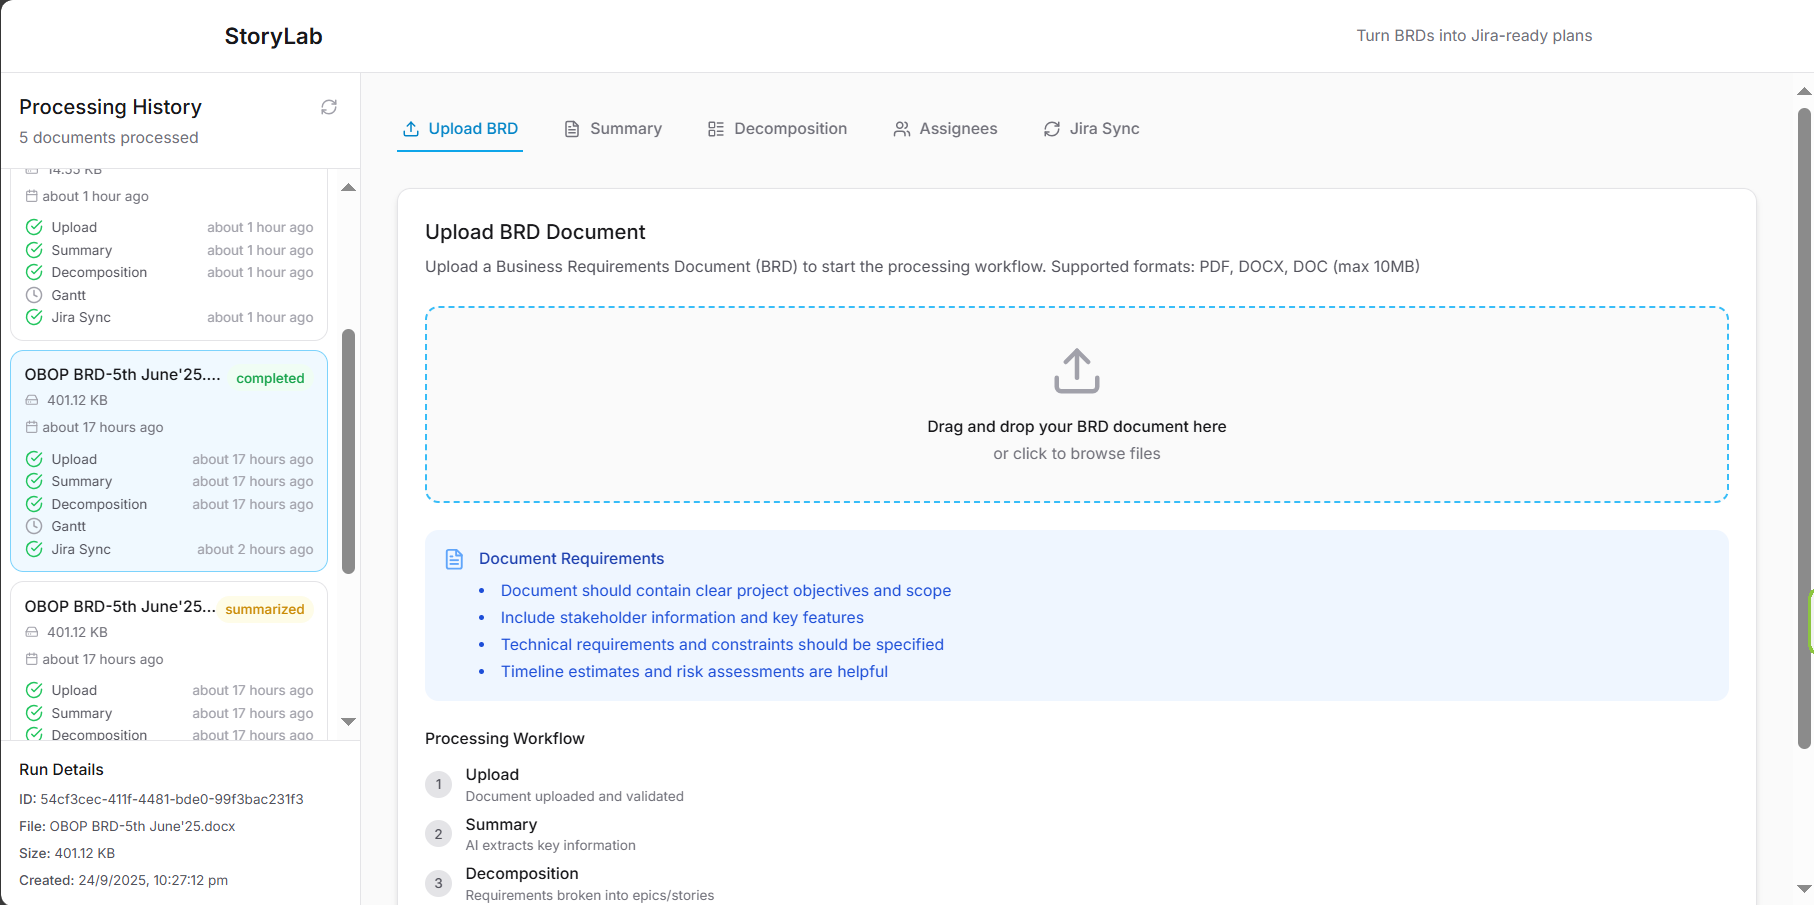 StoryLab
Turn BRDs into Jira-ready plans
Processing History
5 documents processed
14.55 KB
about 1 hour ago
Upload about 1 hour ago
Summary about 1 hour ago
Decomposition about 1 hour ago
Gantt
Jira Sync about 1 hour ago
OBOP BRD-5th June'25.... completed
401.12 KB
about 17 hours ago
Upload about 17 hours ago
Summary about 17 hours ago
Decomposition about 17 hours ago
Gantt
Jira Sync about 2 hours ago
OBOP BRD-5th June'25... summarized
401.12 KB
about 17 hours ago
Upload about 17 hours ago
Summary about 17 hours ago
Decomposition about 17 hours ago
Run Details
ID: 54cf3cec-411f-4481-bde0-99f3bac231f3
File: OBOP BRD-5th June'25.docx
Size: 401.12 KB
Created: 24/9/2025, 10:27:12 pm
Upload BRD Summary Decomposition Assignees Jira Sync
Upload BRD Document
Upload a Business Requirements Document (BRD) to start the processing workflow. Supported formats: PDF, DOCX, DOC (max 10MB)
Drag and drop your BRD document here
or click to browse files
Document Requirements
• Document should contain clear project objectives and scope
• Include stakeholder information and key features
• Technical requirements and constraints should be specified
• Timeline estimates and risk assessments are helpful
Processing Workflow
1 Upload
Document uploaded and validated
2 Summary
AI extracts key information
3 Decomposition
Requirements broken into epics/stories